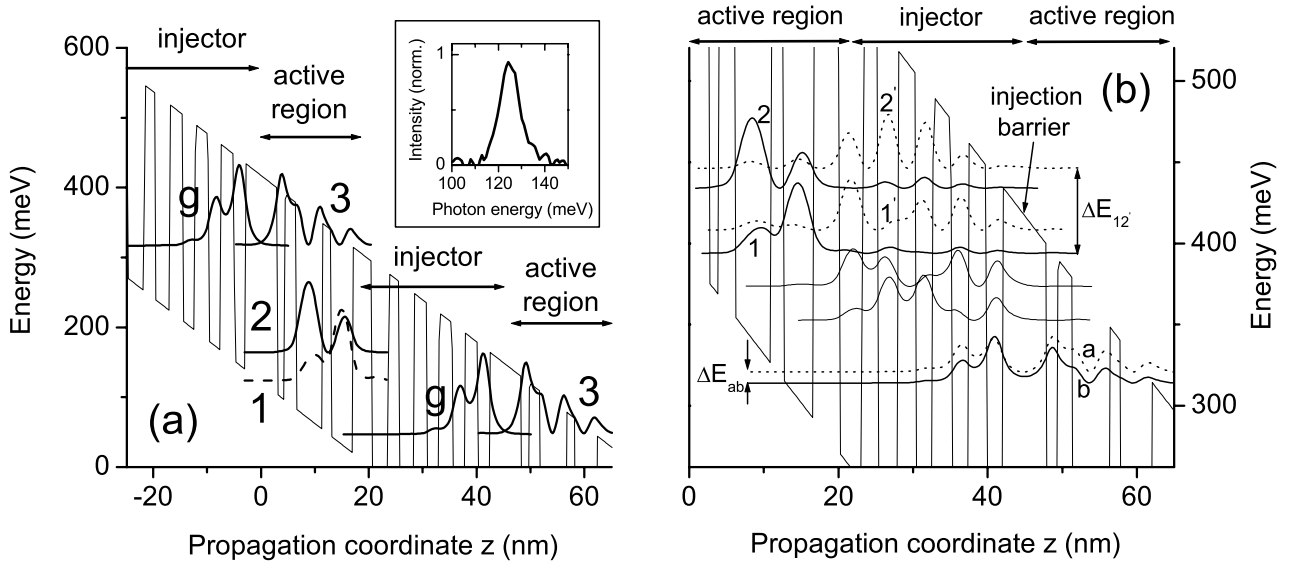 injector
active
region
600
400
200
0
Energy (meV)
g
3
2
1
(a)
injector
active
region
g
3
-20
0
20
40
60
Propagation coordinate z (nm)
Intensity (norm.)
1
0
100
120
140
Photon energy (meV)
active region
injector
active region
2
2'
injection
barrier
(b)
500
1
1'
ΔE12'
400
Energy (meV)
ΔEab
a
b
300
0
20
40
60
Propagation coordinate z (nm)